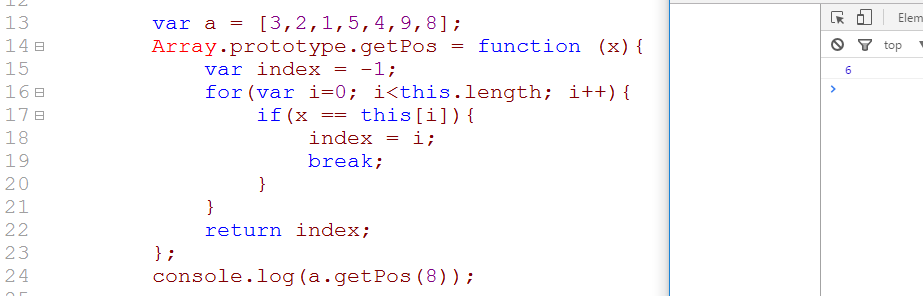 13 var a = [3,2,1,5,4,9,8];
14 Array.prototype.getPos = function (x){
15 var index = -1;
16 for(var i=0; i<this.length; i++){
17 if(x == this[i]){
18 index = i;
19 break;
20 }
21 }
22 return index;
23 };
24 console.log(a.getPos(8));
Elem
top
6